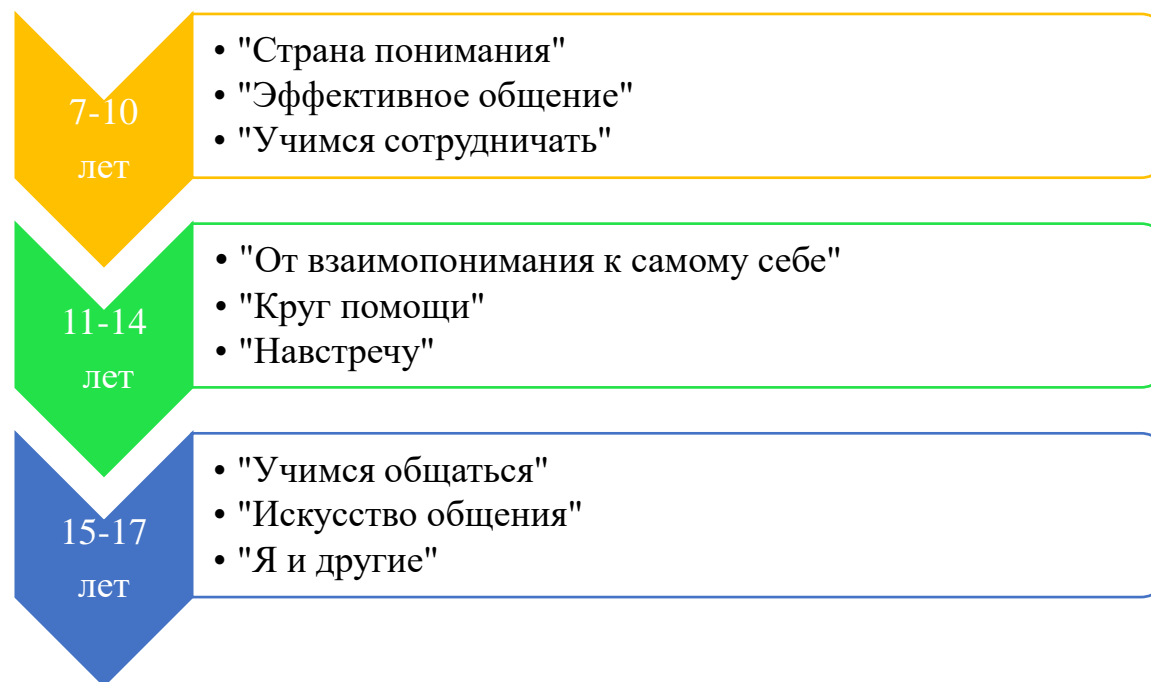 7-10
лет
• "Страна понимания"
• "Эффективное общение"
• "Учимся сотрудничать"
11-14
лет
• "От взаимопонимания к самому себе"
• "Круг помощи"
• "Навстречу"
15-17
лет
• "Учимся общаться"
• "Искусство общения"
• "Я и другие"